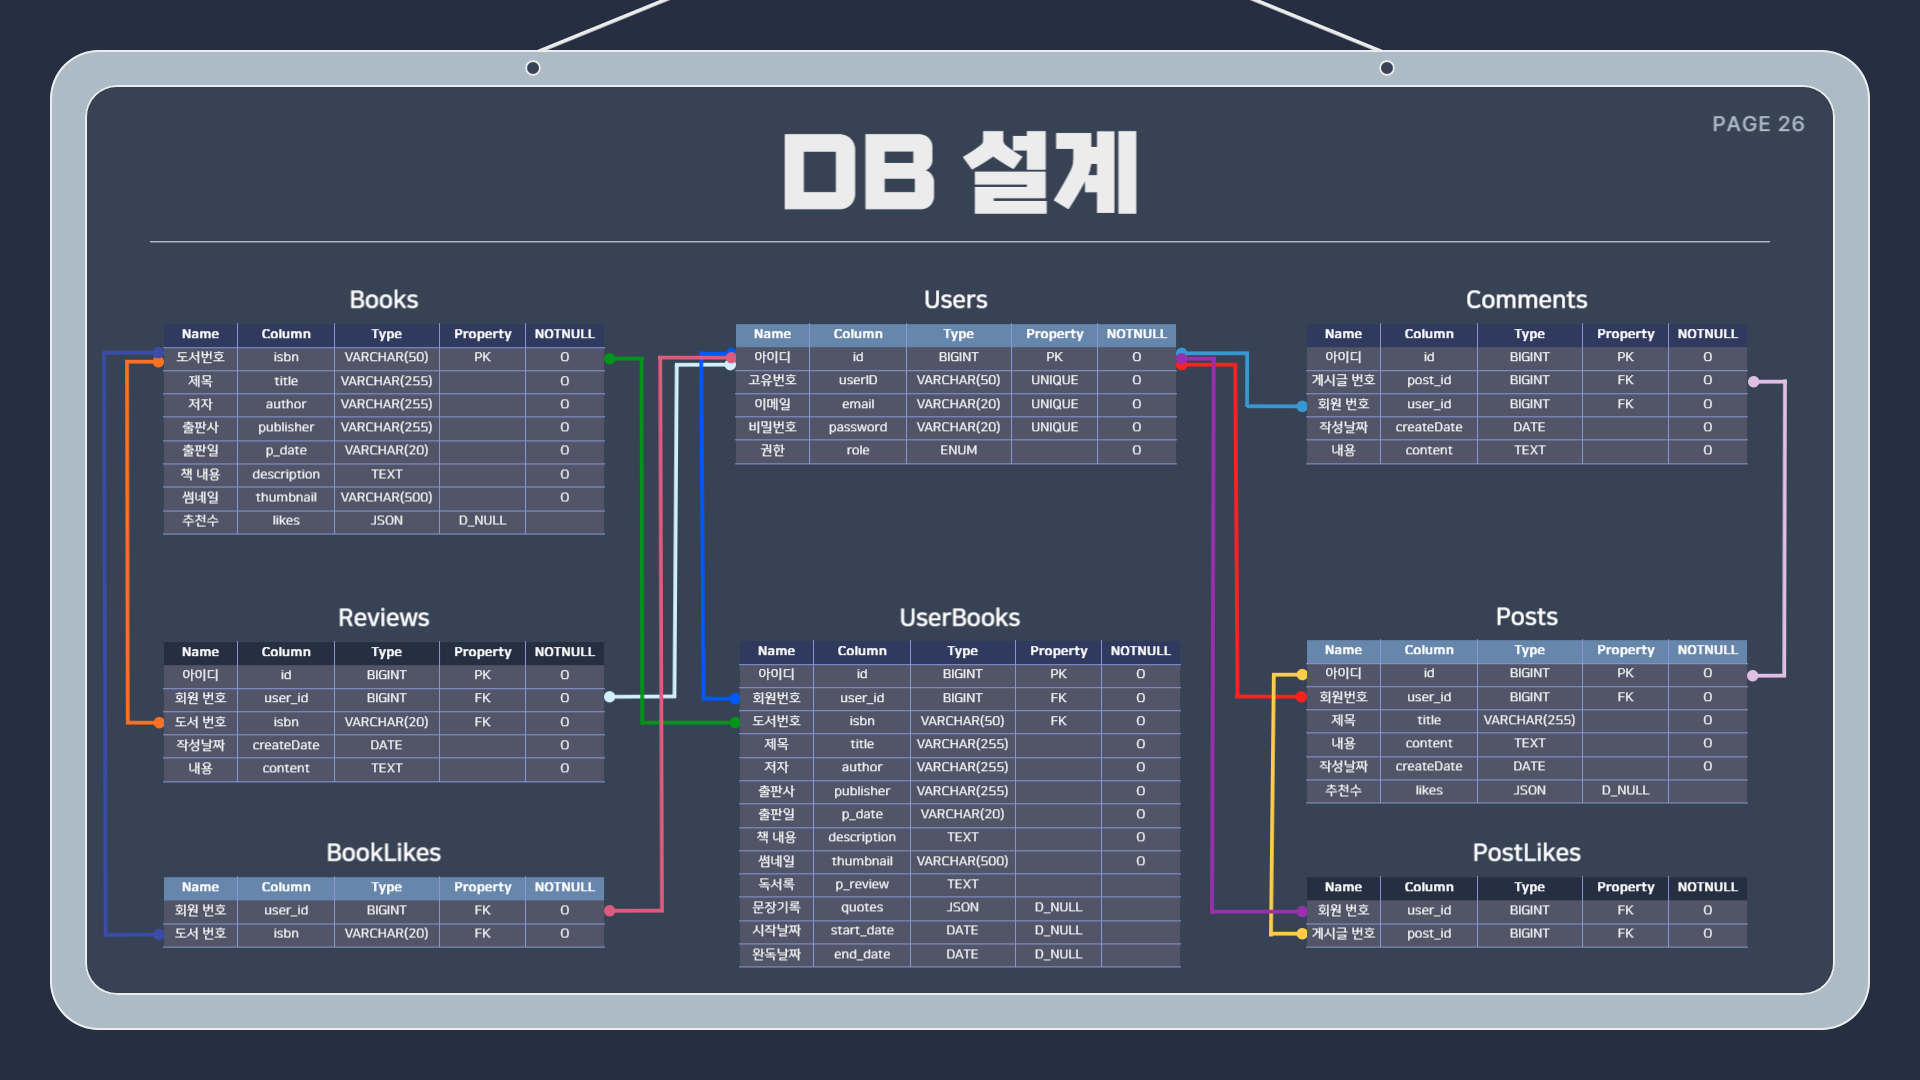 PAGE 26
DB 설계
Books
Name Column Type Property NOTNULL
도서번호 isbn VARCHAR(50) PK O
제목 title VARCHAR(255) O
저자 author VARCHAR(255) O
출판사 publisher VARCHAR(255) O
출판일 p_date VARCHAR(20) O
책 내용 description TEXT O
썸네일 thumbnail VARCHAR(500) O
추천수 likes JSON D_NULL
Users
Name Column Type Property NOTNULL
아이디 id BIGINT PK O
고유번호 userID VARCHAR(50) UNIQUE O
이메일 email VARCHAR(20) UNIQUE O
비밀번호 password VARCHAR(20) UNIQUE O
권한 role ENUM O
Comments
Name Column Type Property NOTNULL
아이디 id BIGINT PK O
게시글 번호 post_id BIGINT FK O
회원 번호 user_id BIGINT FK O
작성날짜 createDate DATE O
내용 content TEXT O
Reviews
Name Column Type Property NOTNULL
아이디 id BIGINT PK O
회원 번호 user_id BIGINT FK O
도서 번호 isbn VARCHAR(20) FK O
작성날짜 createDate DATE O
내용 content TEXT O
UserBooks
Name Column Type Property NOTNULL
아이디 id BIGINT PK O
회원번호 user_id BIGINT FK O
도서번호 isbn VARCHAR(50) FK O
제목 title VARCHAR(255) O
저자 author VARCHAR(255) O
출판사 publisher VARCHAR(255) O
출판일 p_date VARCHAR(20) O
책 내용 description TEXT O
썸네일 thumbnail VARCHAR(500) O
독서록 p_review TEXT
문장기록 quotes JSON D_NULL
시작날짜 start_date DATE D_NULL
완독날짜 end_date DATE D_NULL
Posts
Name Column Type Property NOTNULL
아이디 id BIGINT PK O
회원번호 user_id BIGINT FK O
제목 title VARCHAR(255) O
내용 content TEXT O
작성날짜 createDate DATE O
추천수 likes JSON D_NULL
BookLikes
Name Column Type Property NOTNULL
회원 번호 user_id BIGINT FK O
도서 번호 isbn VARCHAR(20) FK O
PostLikes
Name Column Type Property NOTNULL
회원 번호 user_id BIGINT FK O
게시글 번호 post_id BIGINT FK O